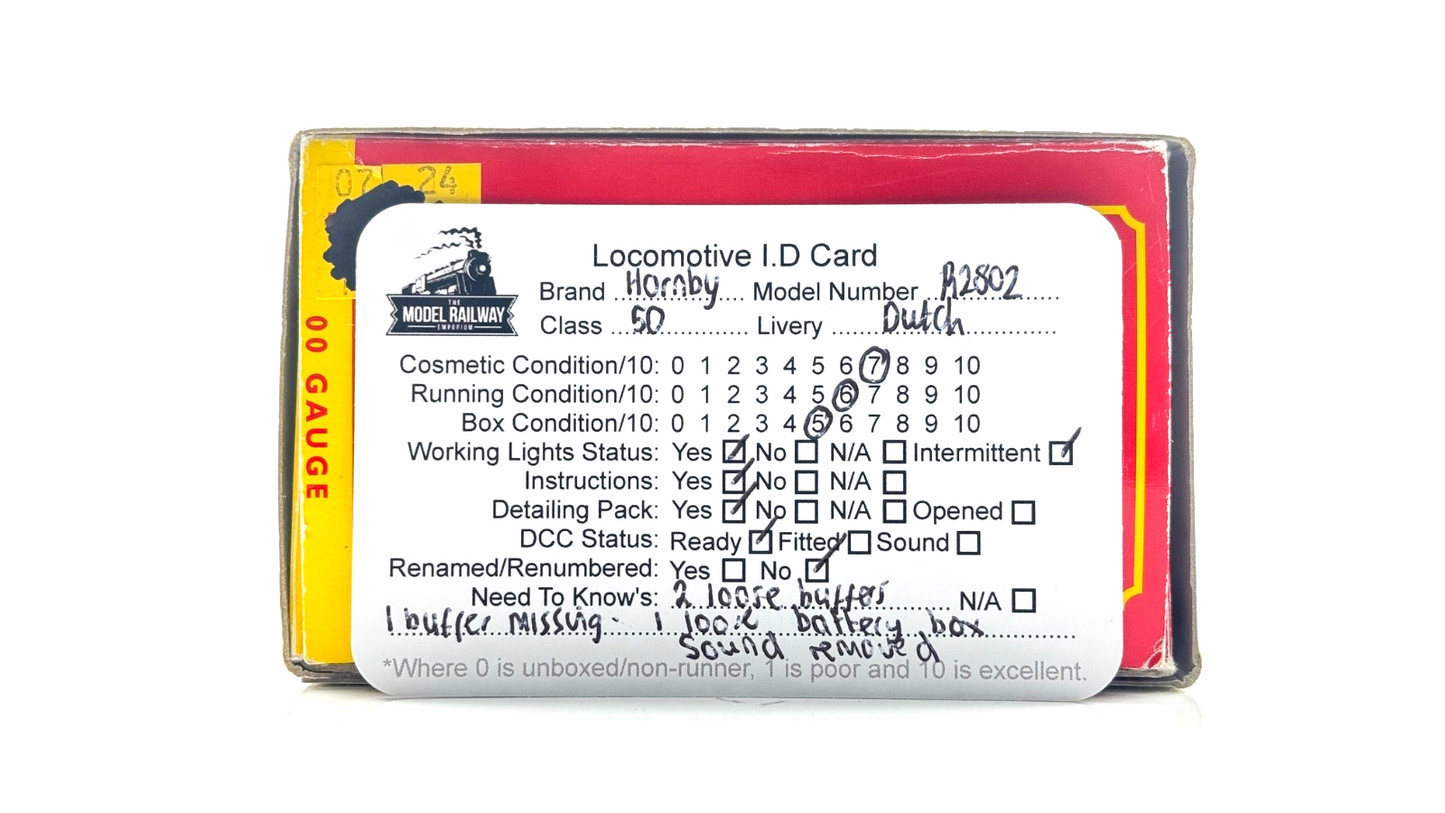 07 24
00 GAUGE
THE
MODEL RAILWAY
EMPORIUM
Locomotive I.D Card
Brand ...Hornby... Model Number ...R2802...
Class ...50... Livery ...Dutch...
Cosmetic Condition/10: 0 1 2 3 4 5 6 7 8 9 10
Running Condition/10: 0 1 2 3 4 5 6 7 8 9 10
Box Condition/10: 0 1 2 3 4 5 6 7 8 9 10
Working Lights Status: Yes ☑ No ☐ N/A ☐ Intermittent ☑
Instructions: Yes ☑ No ☐ N/A ☐
Detailing Pack: Yes ☑ No ☐ N/A ☐ Opened ☐
DCC Status: Ready ☑ Fitted ☐ Sound ☐
Renamed/Renumbered: Yes ☐ No ☑
Need To Know's: 2 loose buffers N/A ☐
1 buffer missing. 1 loose battery box
Sound removed
*Where 0 is unboxed/non-runner, 1 is poor and 10 is excellent.